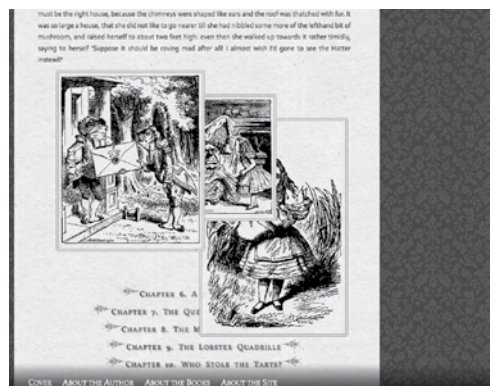 must be the right house, because the chimneys were shaped like ears and the roof was thatched with fur. It
was so large a house, that she did not like to go nearer till she had nibbled some more of the lefthand bit of
mushroom, and raised herself to about two feet high: even then she walked up towards it rather timidly,
saying to herself 'Suppose it should be roving mad after all! I almost wish I'd gone to see the Hatter
instead!'
Chapter 6. A
Chapter 7. The Que
Chapter 8. The M
Chapter 9. The Lobster Quadrille
Chapter 10. Who Stole the Tarts?
Cover About the Author About the Books About the Site